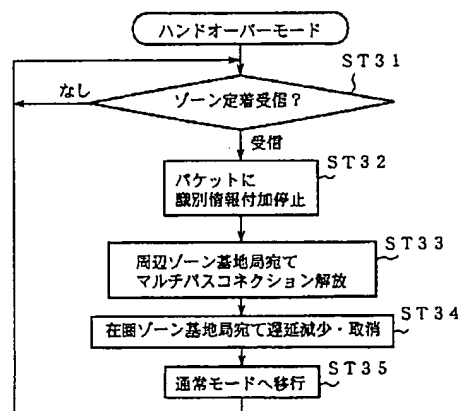 ハンドオーバーモード
ST31
なし
ゾーン定着受信?
受信
ST32
パケットに
識別情報付加停止
ST33
周辺ゾーン基地局宛て
マルチパスコネクション解放
ST34
在圏ゾーン基地局宛て遅延減少・取消
ST35
通常モードへ移行